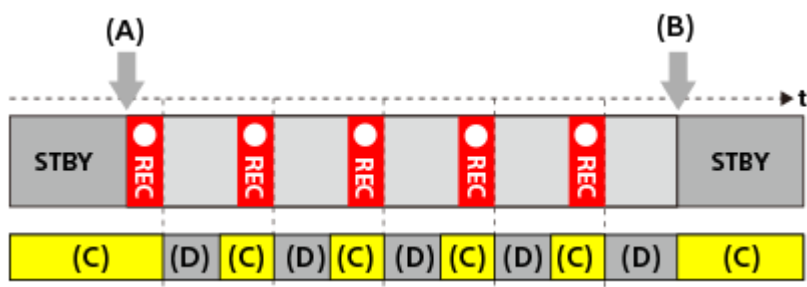 (A) (B)
t
STBY REC REC REC REC REC STBY
(C) (D) (C) (D) (C) (D) (C) (D) (C) (D) (C)